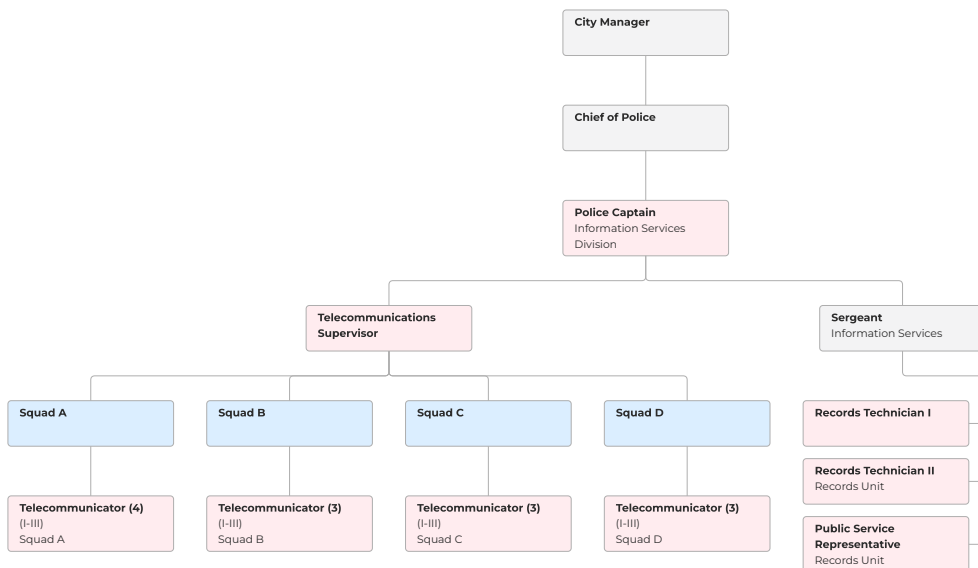 City Manager
Chief of Police
Police Captain
Information Services
Division
Telecommunications
Supervisor
Sergeant
Information Services
Squad A
Squad B
Squad C
Squad D
Records Technician I
Records Technician II
Records Unit
Telecommunicator (4)
(I-III)
Squad A
Telecommunicator (3)
(I-III)
Squad B
Telecommunicator (3)
(I-III)
Squad C
Telecommunicator (3)
(I-III)
Squad D
Public Service
Representative
Records Unit